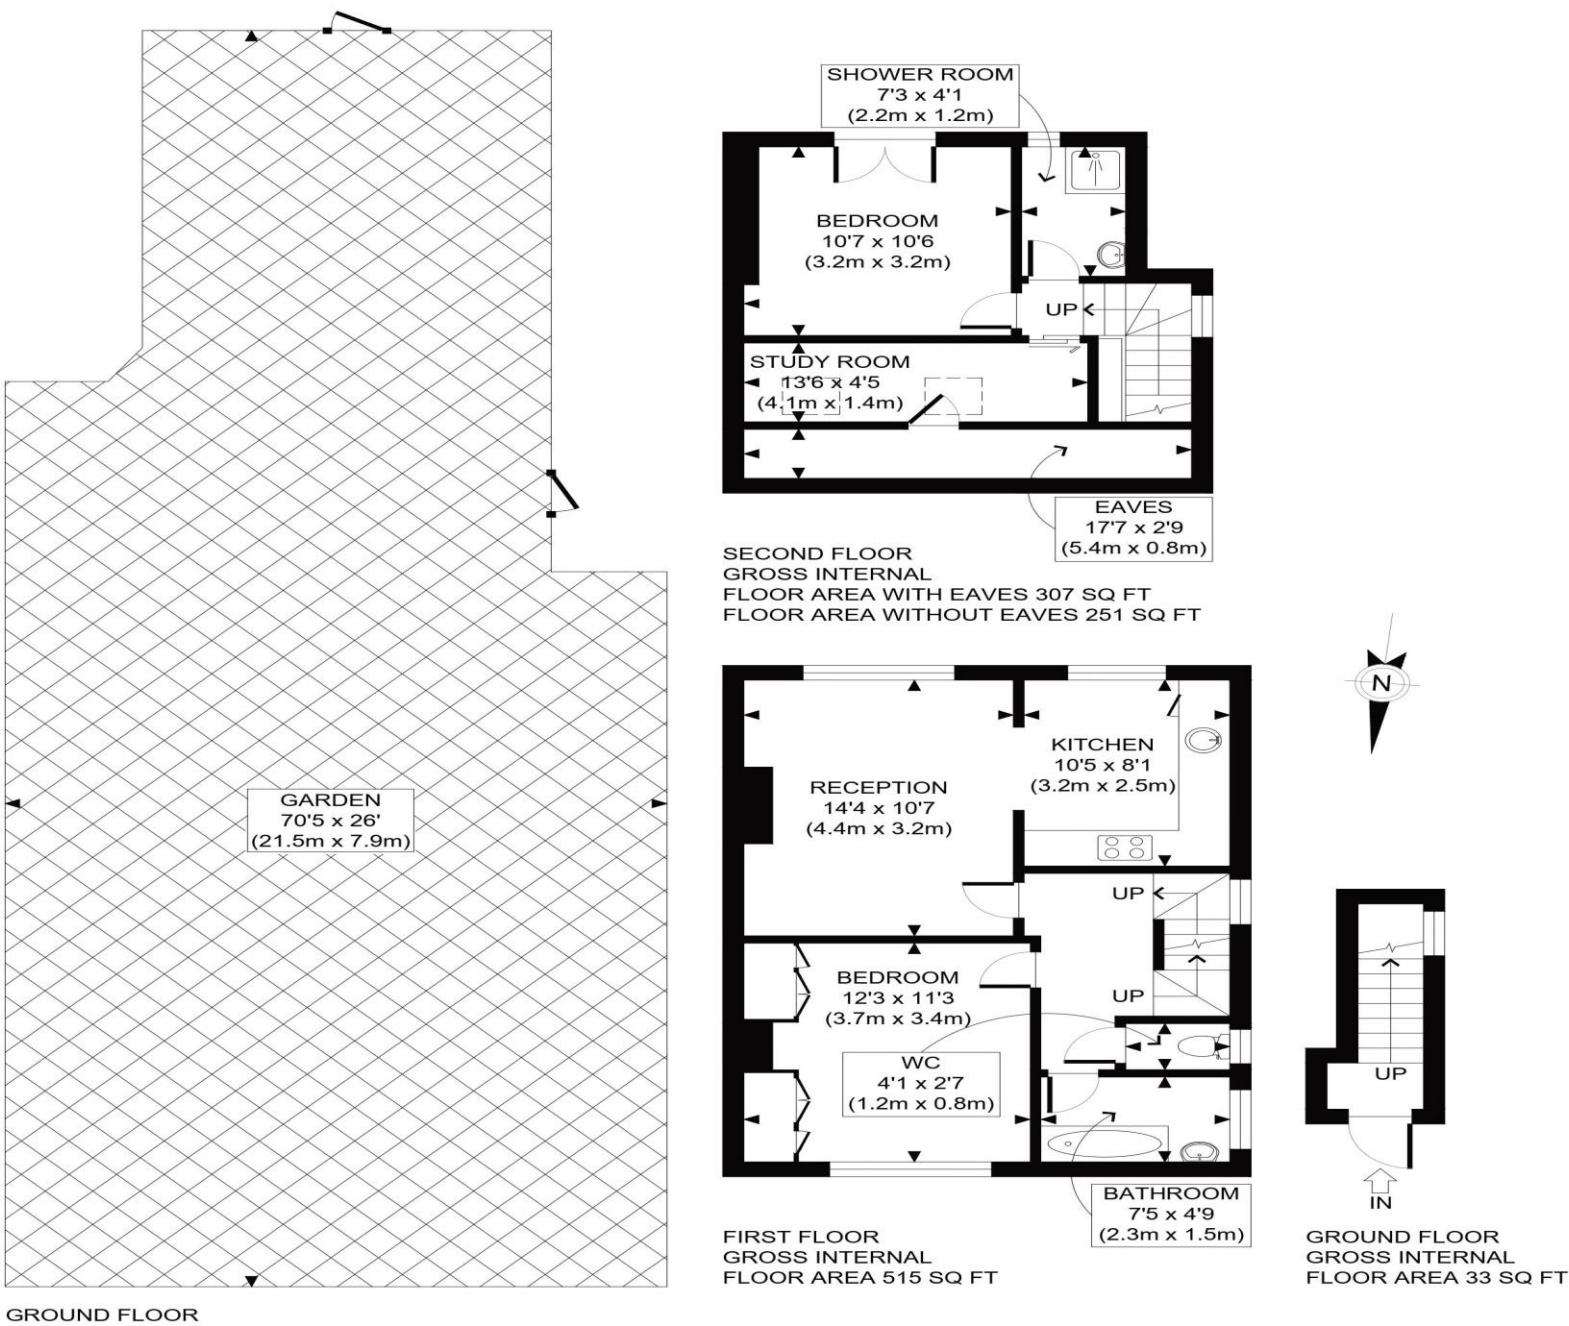 SHOWER ROOM
7'3 x 4'1
(2.2m x 1.2m)
BEDROOM
10'7 x 10'6
(3.2m x 3.2m)
UP
STUDY ROOM
13'6 x 4'5
(4.1m x 1.4m)
EAVES
17'7 x 2'9
(5.4m x 0.8m)
SECOND FLOOR
GROSS INTERNAL
FLOOR AREA WITH EAVES 307 SQ FT
FLOOR AREA WITHOUT EAVES 251 SQ FT
N
GARDEN
70'5 x 26'
(21.5m x 7.9m)
GROUND FLOOR
RECEPTION
14'4 x 10'7
(4.4m x 3.2m)
KITCHEN
10'5 x 8'1
(3.2m x 2.5m)
UP
UP
BEDROOM
12'3 x 11'3
(3.7m x 3.4m)
WC
4'1 x 2'7
(1.2m x 0.8m)
BATHROOM
7'5 x 4'9
(2.3m x 1.5m)
FIRST FLOOR
GROSS INTERNAL
FLOOR AREA 515 SQ FT
UP
IN
GROUND FLOOR
GROSS INTERNAL
FLOOR AREA 33 SQ FT